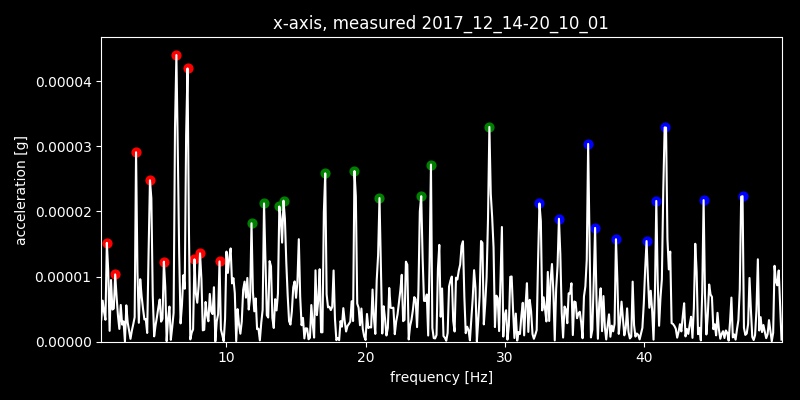 x-axis, measured 2017_12_14-20_10_01
acceleration [g]
0.00004
0.00003
0.00002
0.00001
0.00000
10 20 30 40
frequency [Hz]